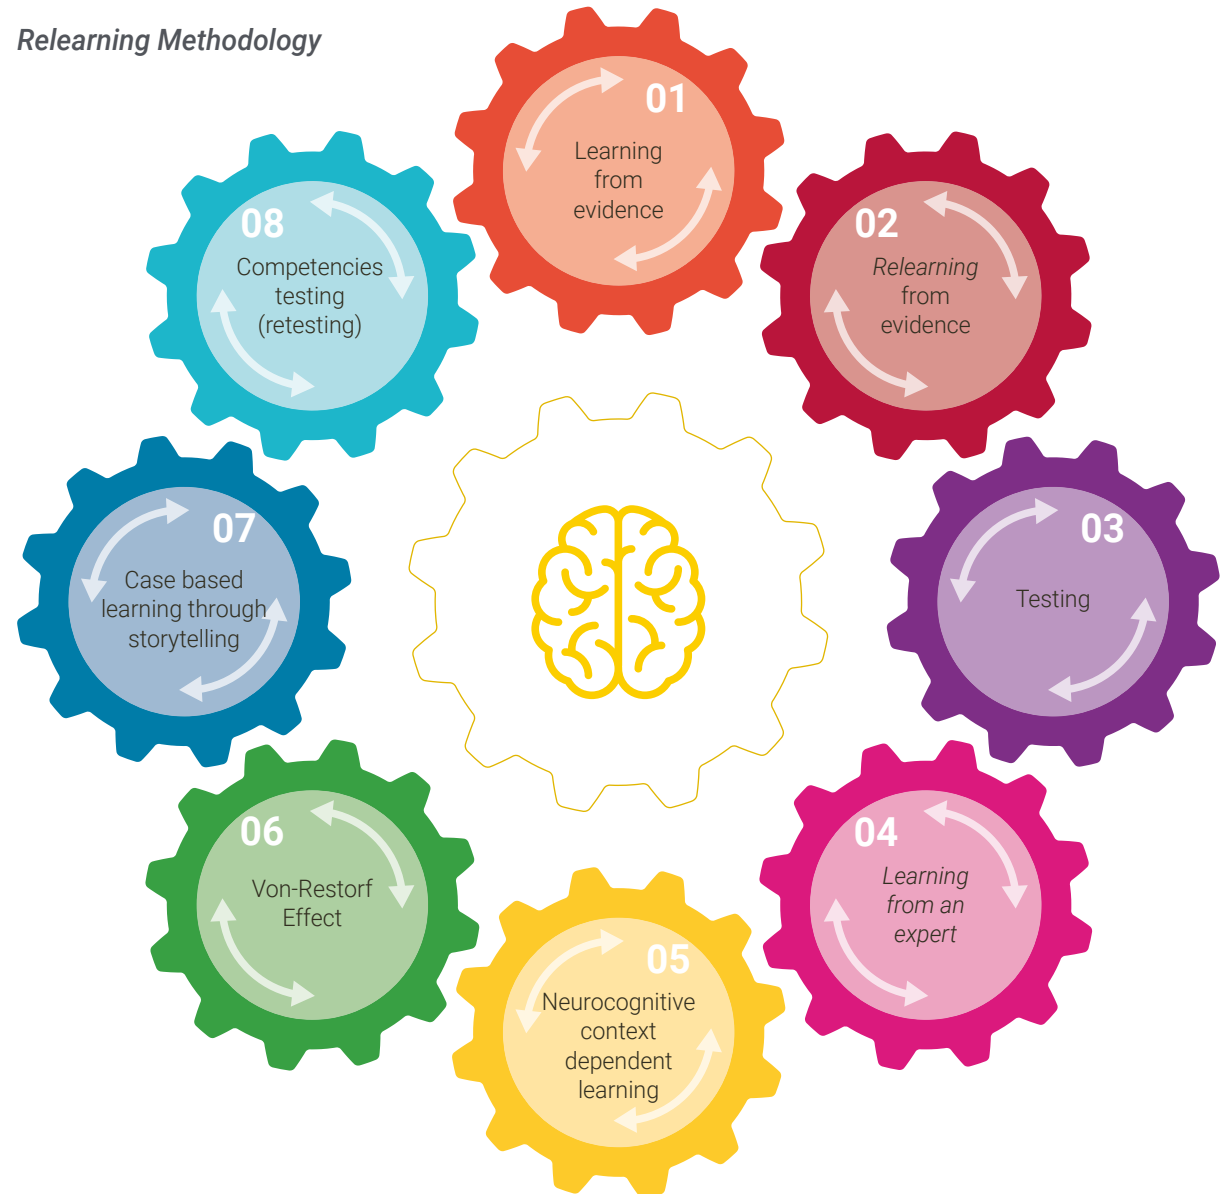 Relearning Methodology
01
Learning
from
evidence
02
Relearning
from
evidence
03
Testing
04
Learning
from an
expert
05
Neurocognitive
context
dependent
learning
06
Von-Restorf
Effect
07
Case based
learning through
storytelling
08
Competencies
testing
(retesting)